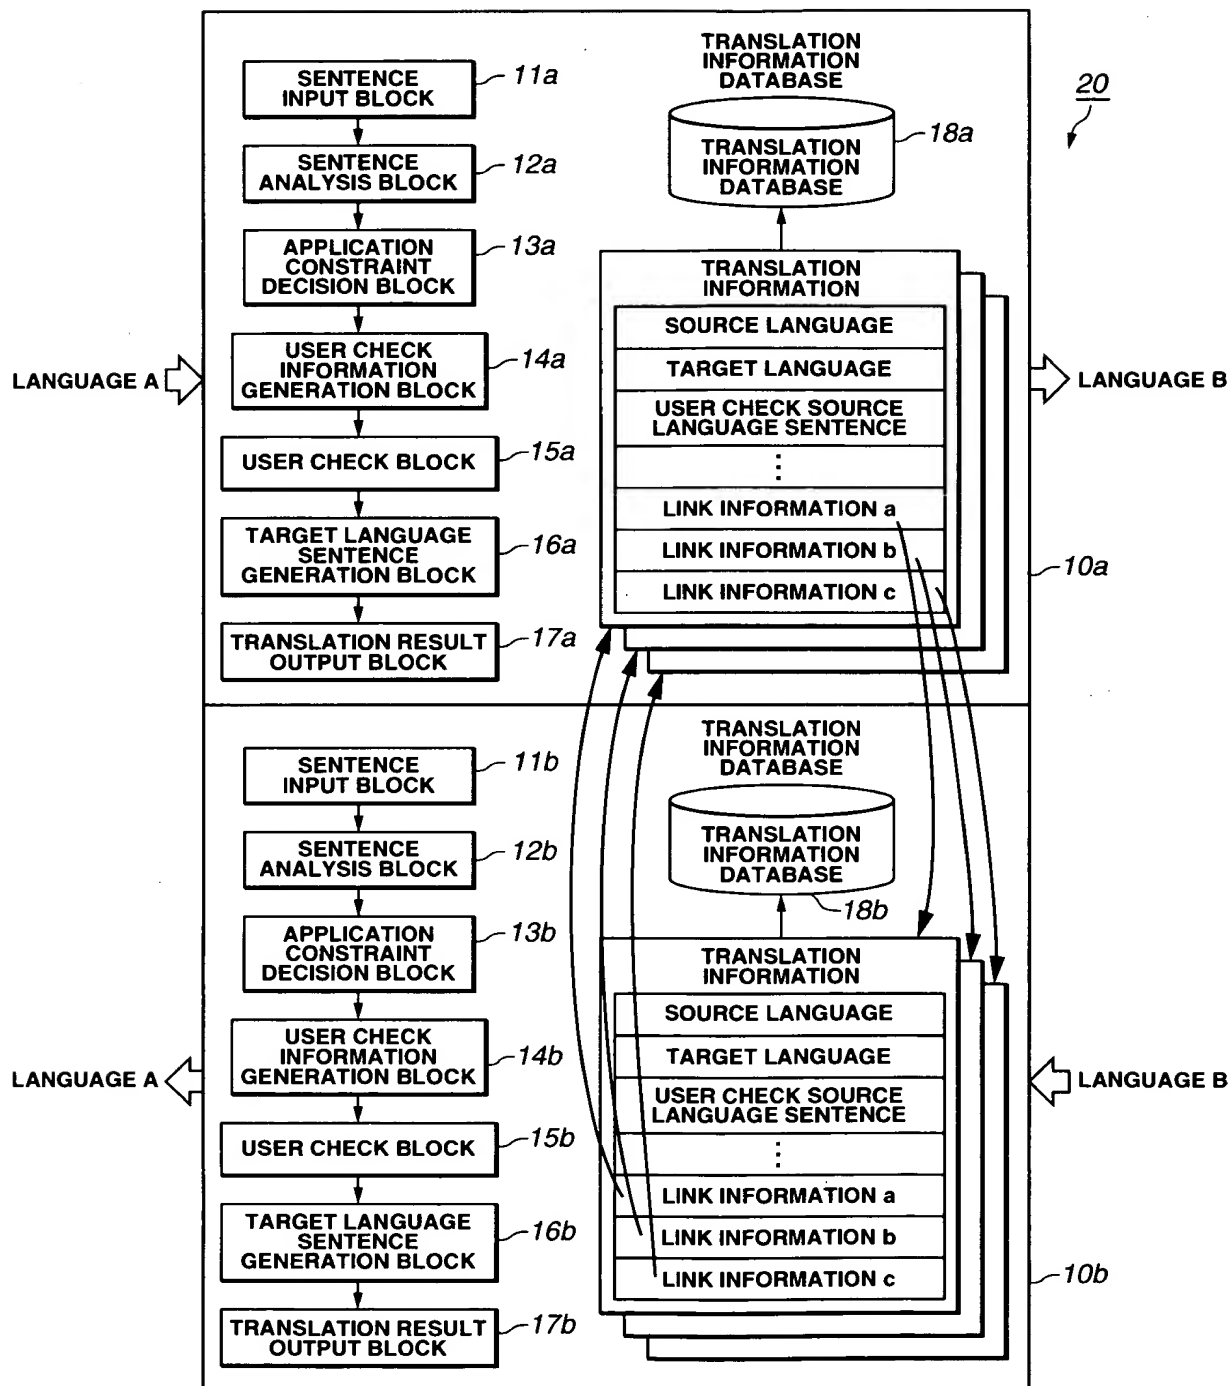 TRANSLATION
INFORMATION
DATABASE
20
SENTENCE
INPUT BLOCK
11a
18a
TRANSLATION
INFORMATION
DATABASE
SENTENCE
ANALYSIS BLOCK
12a
APPLICATION
CONSTRAINT
DECISION BLOCK
13a
TRANSLATION
INFORMATION
SOURCE LANGUAGE
TARGET LANGUAGE
USER CHECK SOURCE
LANGUAGE SENTENCE
LINK INFORMATION a
LINK INFORMATION b
LINK INFORMATION c
USER CHECK
INFORMATION
GENERATION BLOCK
14a
LANGUAGE A
LANGUAGE B
USER CHECK BLOCK
15a
TARGET LANGUAGE
SENTENCE
GENERATION BLOCK
16a
10a
TRANSLATION RESULT
OUTPUT BLOCK
17a
TRANSLATION
INFORMATION
DATABASE
SENTENCE
INPUT BLOCK
11b
TRANSLATION
INFORMATION
DATABASE
18b
SENTENCE
ANALYSIS BLOCK
12b
APPLICATION
CONSTRAINT
DECISION BLOCK
13b
TRANSLATION
INFORMATION
SOURCE LANGUAGE
TARGET LANGUAGE
USER CHECK SOURCE
LANGUAGE SENTENCE
LINK INFORMATION a
LINK INFORMATION b
LINK INFORMATION c
USER CHECK
INFORMATION
GENERATION BLOCK
14b
LANGUAGE A
LANGUAGE B
USER CHECK BLOCK
15b
TARGET LANGUAGE
SENTENCE
GENERATION BLOCK
16b
10b
TRANSLATION RESULT
OUTPUT BLOCK
17b